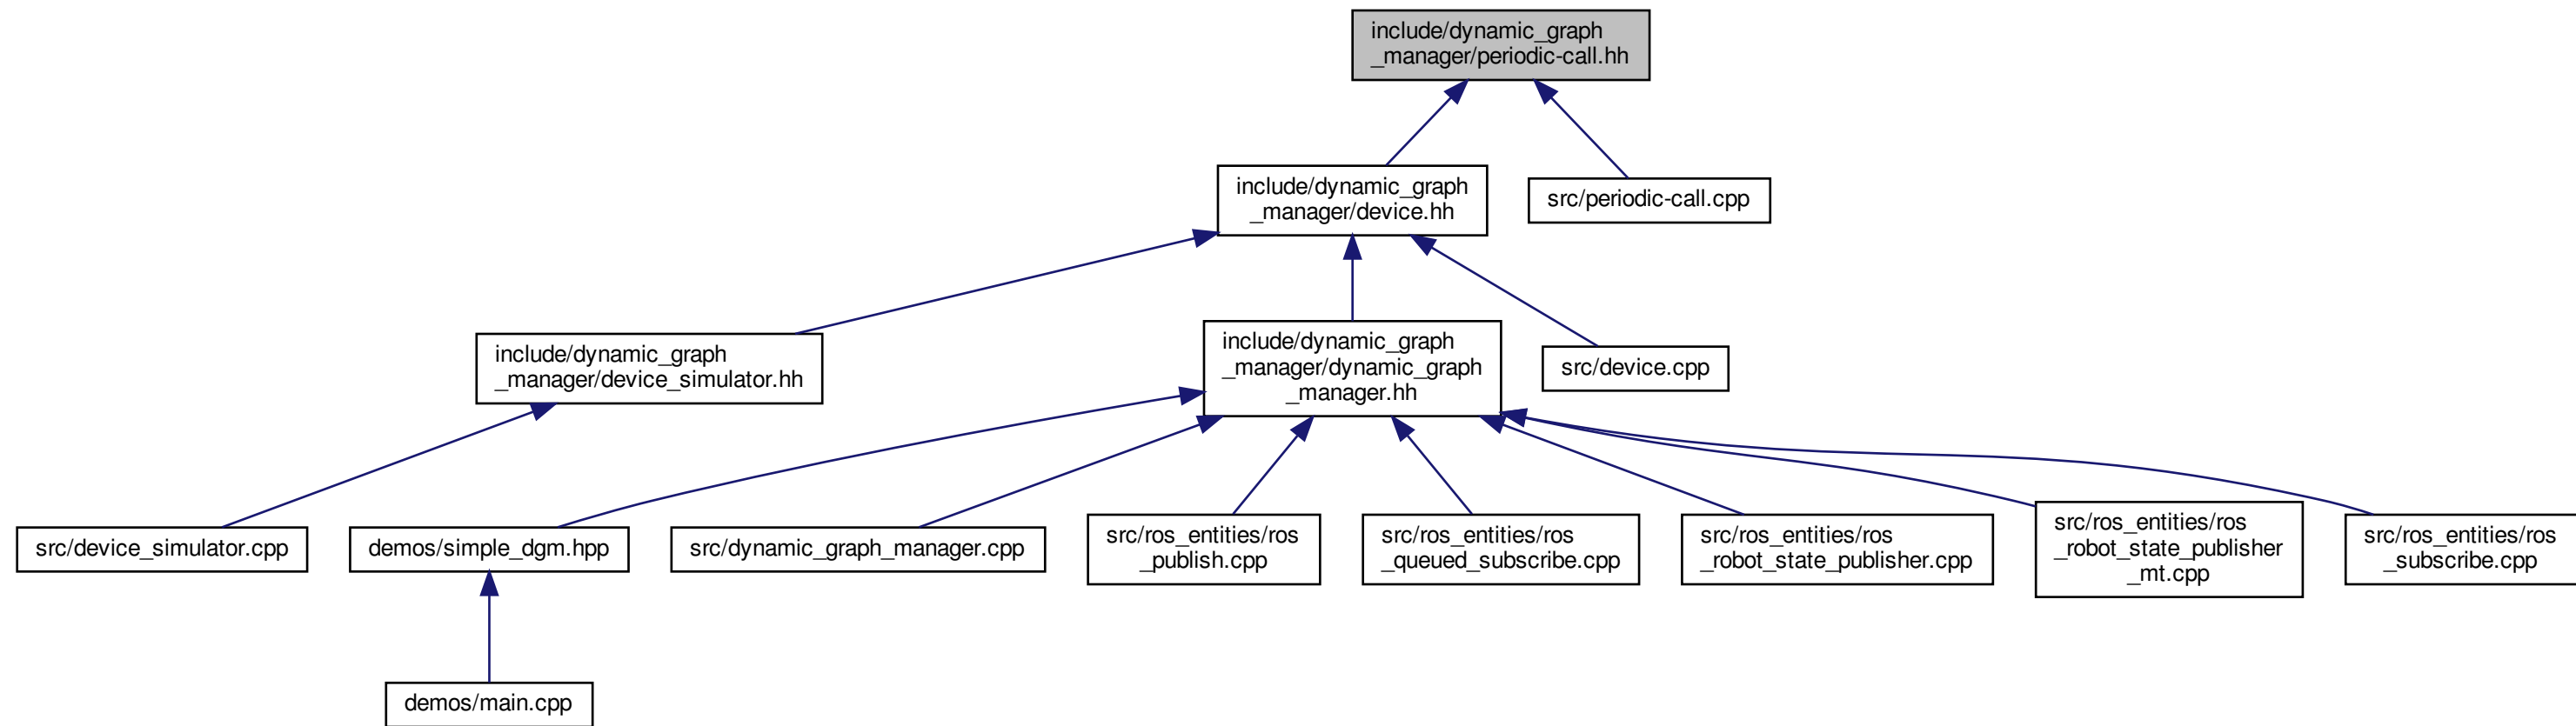 include/dynamic_graph
_manager/periodic-call.hh
include/dynamic_graph
_manager/device.hh
src/periodic-call.cpp
include/dynamic_graph
_manager/device_simulator.hh
include/dynamic_graph
_manager/dynamic_graph
_manager.hh
src/device.cpp
src/device_simulator.cpp
demos/simple_dgm.hpp
src/dynamic_graph_manager.cpp
src/ros_entities/ros
_publish.cpp
src/ros_entities/ros
_queued_subscribe.cpp
src/ros_entities/ros
_robot_state_publisher.cpp
src/ros_entities/ros
_robot_state_publisher
_mt.cpp
src/ros_entities/ros
_subscribe.cpp
demos/main.cpp